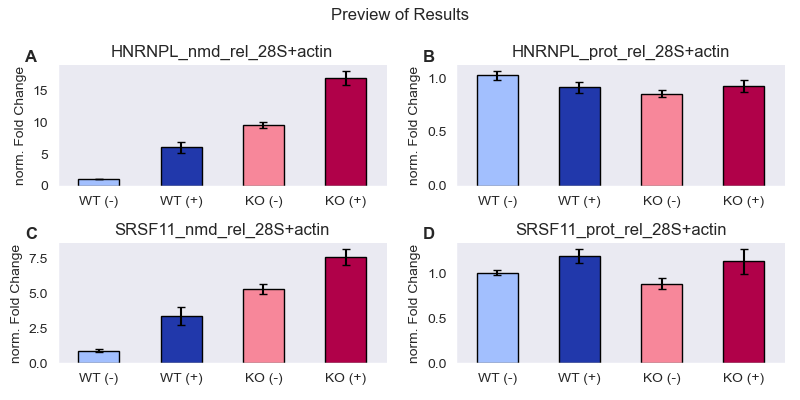 Preview of Results
A
HNRNPL_nmd_rel_28S+actin
norm. Fold Change
15
10
5
0
WT (-) WT (+) KO (-) KO (+)
B
HNRNPL_prot_rel_28S+actin
norm. Fold Change
1.0
0.5
0.0
WT (-) WT (+) KO (-) KO (+)
C
SRSF11_nmd_rel_28S+actin
norm. Fold Change
7.5
5.0
2.5
0.0
WT (-) WT (+) KO (-) KO (+)
D
SRSF11_prot_rel_28S+actin
norm. Fold Change
1.0
0.5
0.0
WT (-) WT (+) KO (-) KO (+)